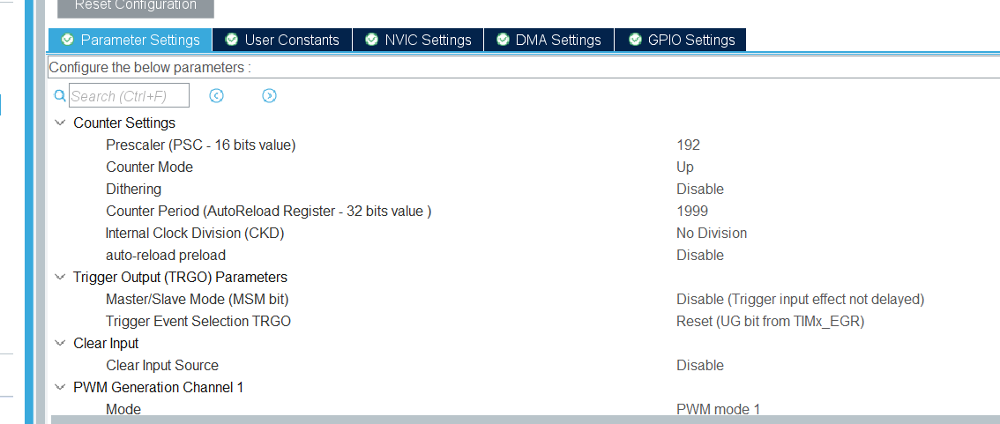 Reset Configuration
Parameter Settings User Constants NVIC Settings DMA Settings GPIO Settings
Configure the below parameters :
Search (Ctrl+F)
Counter Settings
Prescaler (PSC - 16 bits value) 192
Counter Mode Up
Dithering Disable
Counter Period (AutoReload Register - 32 bits value ) 1999
Internal Clock Division (CKD) No Division
auto-reload preload Disable
Trigger Output (TRGO) Parameters
Master/Slave Mode (MSM bit) Disable (Trigger input effect not delayed)
Trigger Event Selection TRGO Reset (UG bit from TIMx_EGR)
Clear Input
Clear Input Source Disable
PWM Generation Channel 1
Mode PWM mode 1